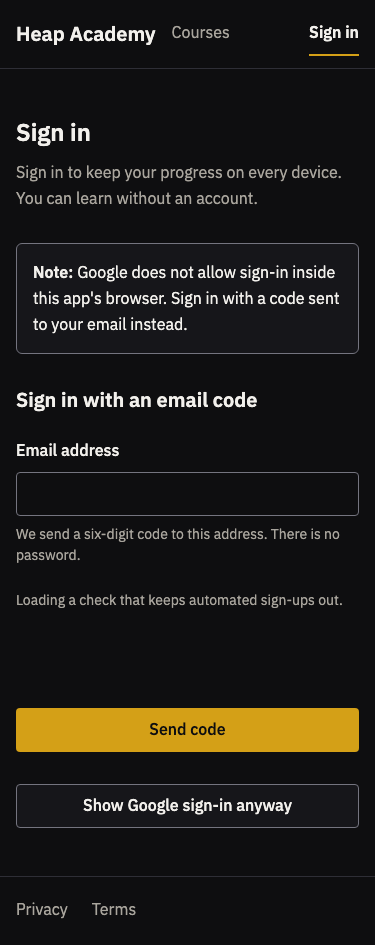 Heap Academy Courses Sign in
Sign in
Sign in to keep your progress on every device.
You can learn without an account.
Note: Google does not allow sign-in inside
this app's browser. Sign in with a code sent
to your email instead.
Sign in with an email code
Email address
We send a six-digit code to this address. There is no
password.
Loading a check that keeps automated sign-ups out.
Send code
Show Google sign-in anyway
Privacy Terms